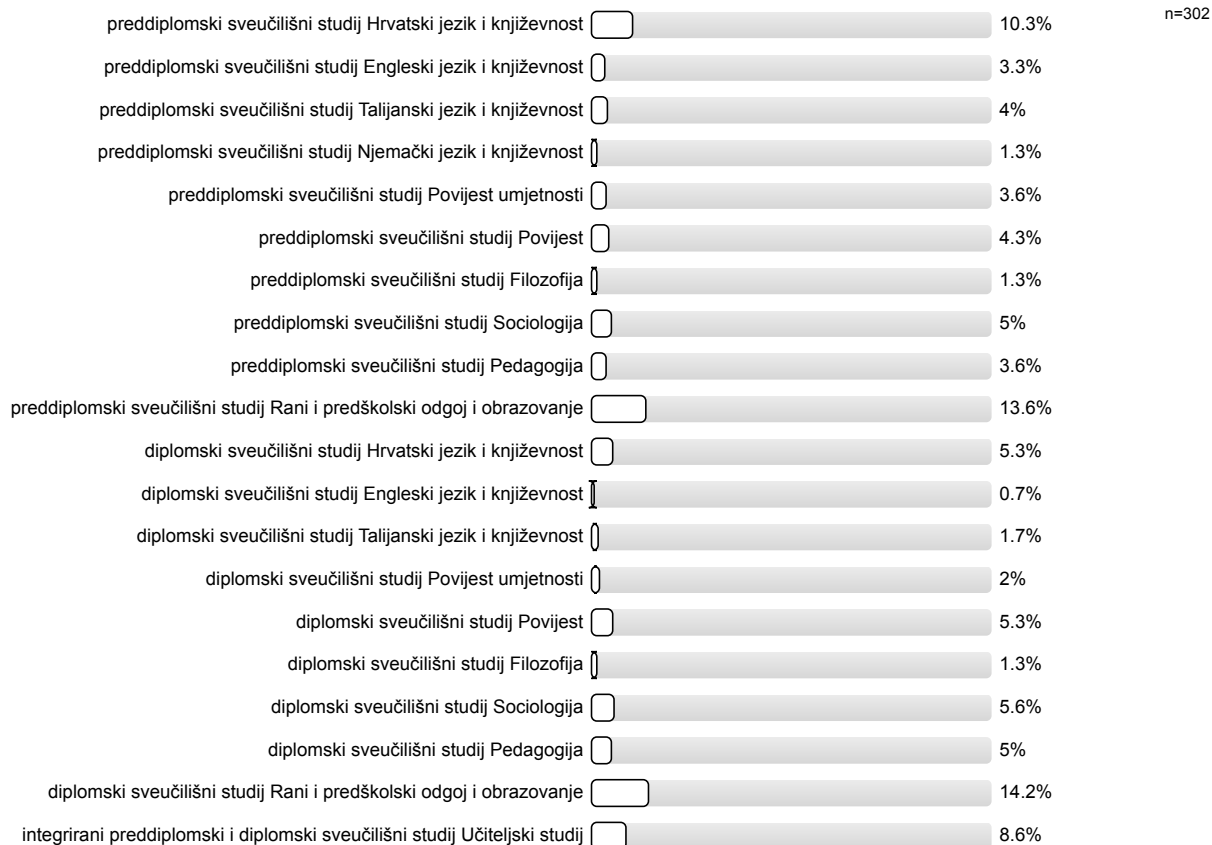 n=302
preddiplomski sveučilišni studij Hrvatski jezik i književnost 10.3%
preddiplomski sveučilišni studij Engleski jezik i književnost 3.3%
preddiplomski sveučilišni studij Talijanski jezik i književnost 4%
preddiplomski sveučilišni studij Njemački jezik i književnost 1.3%
preddiplomski sveučilišni studij Povijest umjetnosti 3.6%
preddiplomski sveučilišni studij Povijest 4.3%
preddiplomski sveučilišni studij Filozofija 1.3%
preddiplomski sveučilišni studij Sociologija 5%
preddiplomski sveučilišni studij Pedagogija 3.6%
preddiplomski sveučilišni studij Rani i predškolski odgoj i obrazovanje 13.6%
diplomski sveučilišni studij Hrvatski jezik i književnost 5.3%
diplomski sveučilišni studij Engleski jezik i književnost 0.7%
diplomski sveučilišni studij Talijanski jezik i književnost 1.7%
diplomski sveučilišni studij Povijest umjetnosti 2%
diplomski sveučilišni studij Povijest 5.3%
diplomski sveučilišni studij Filozofija 1.3%
diplomski sveučilišni studij Sociologija 5.6%
diplomski sveučilišni studij Pedagogija 5%
diplomski sveučilišni studij Rani i predškolski odgoj i obrazovanje 14.2%
integrirani preddiplomski i diplomski sveučilišni studij Učiteljski studij 8.6%